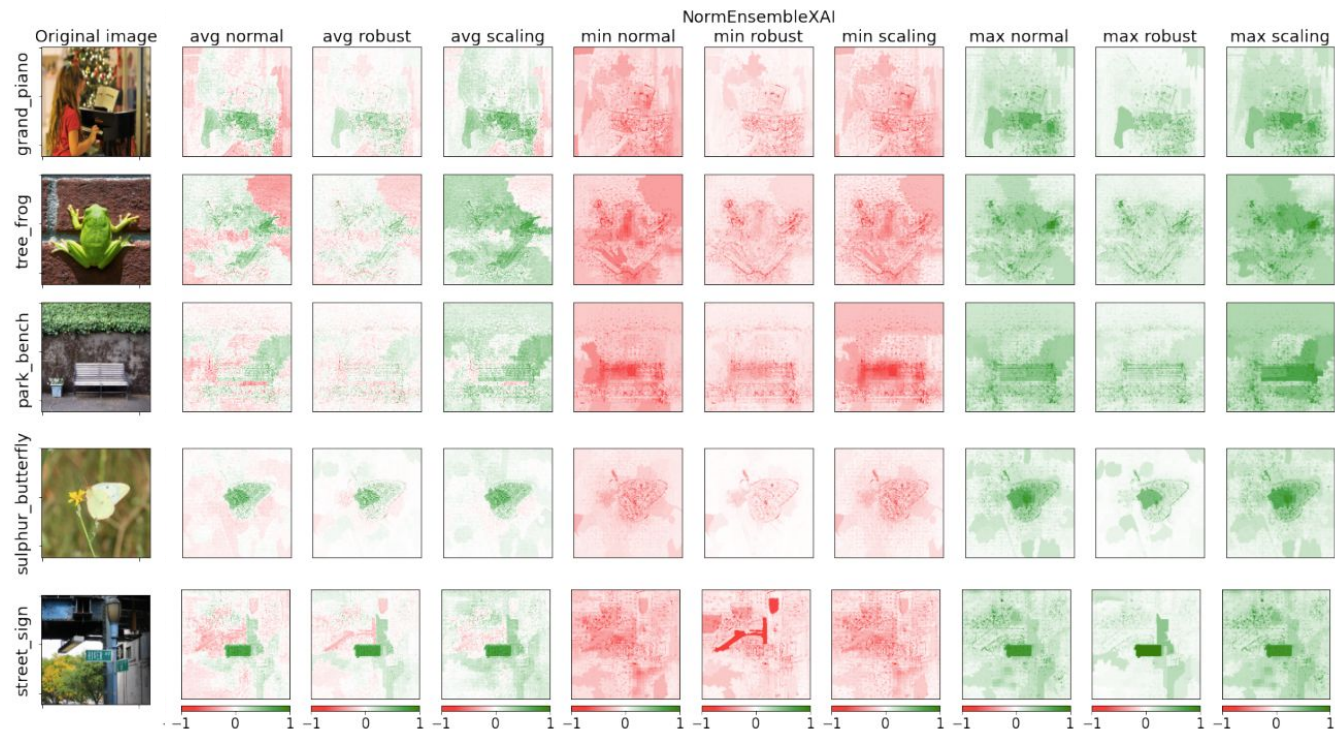 NormEnsembleXAI
Original image avg normal avg robust avg scaling min normal min robust min scaling max normal max robust max scaling
grand_piano
tree_frog
park_bench
sulphur_butterfly
street_sign
−1 0 1 −1 0 1 −1 0 1 −1 0 1 −1 0 1 −1 0 1 −1 0 1 −1 0 1 −1 0 1